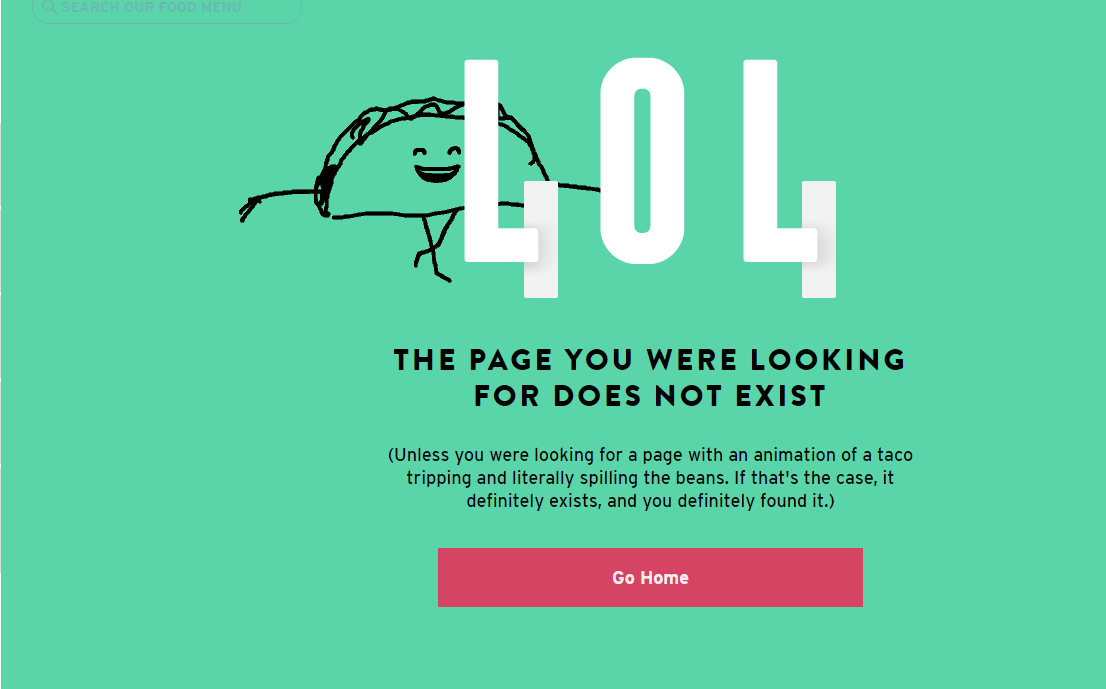 SEARCH OUR FOOD MENU
LOL
THE PAGE YOU WERE LOOKING
FOR DOES NOT EXIST
(Unless you were looking for a page with an animation of a taco
tripping and literally spilling the beans. If that's the case, it
definitely exists, and you definitely found it.)
Go Home